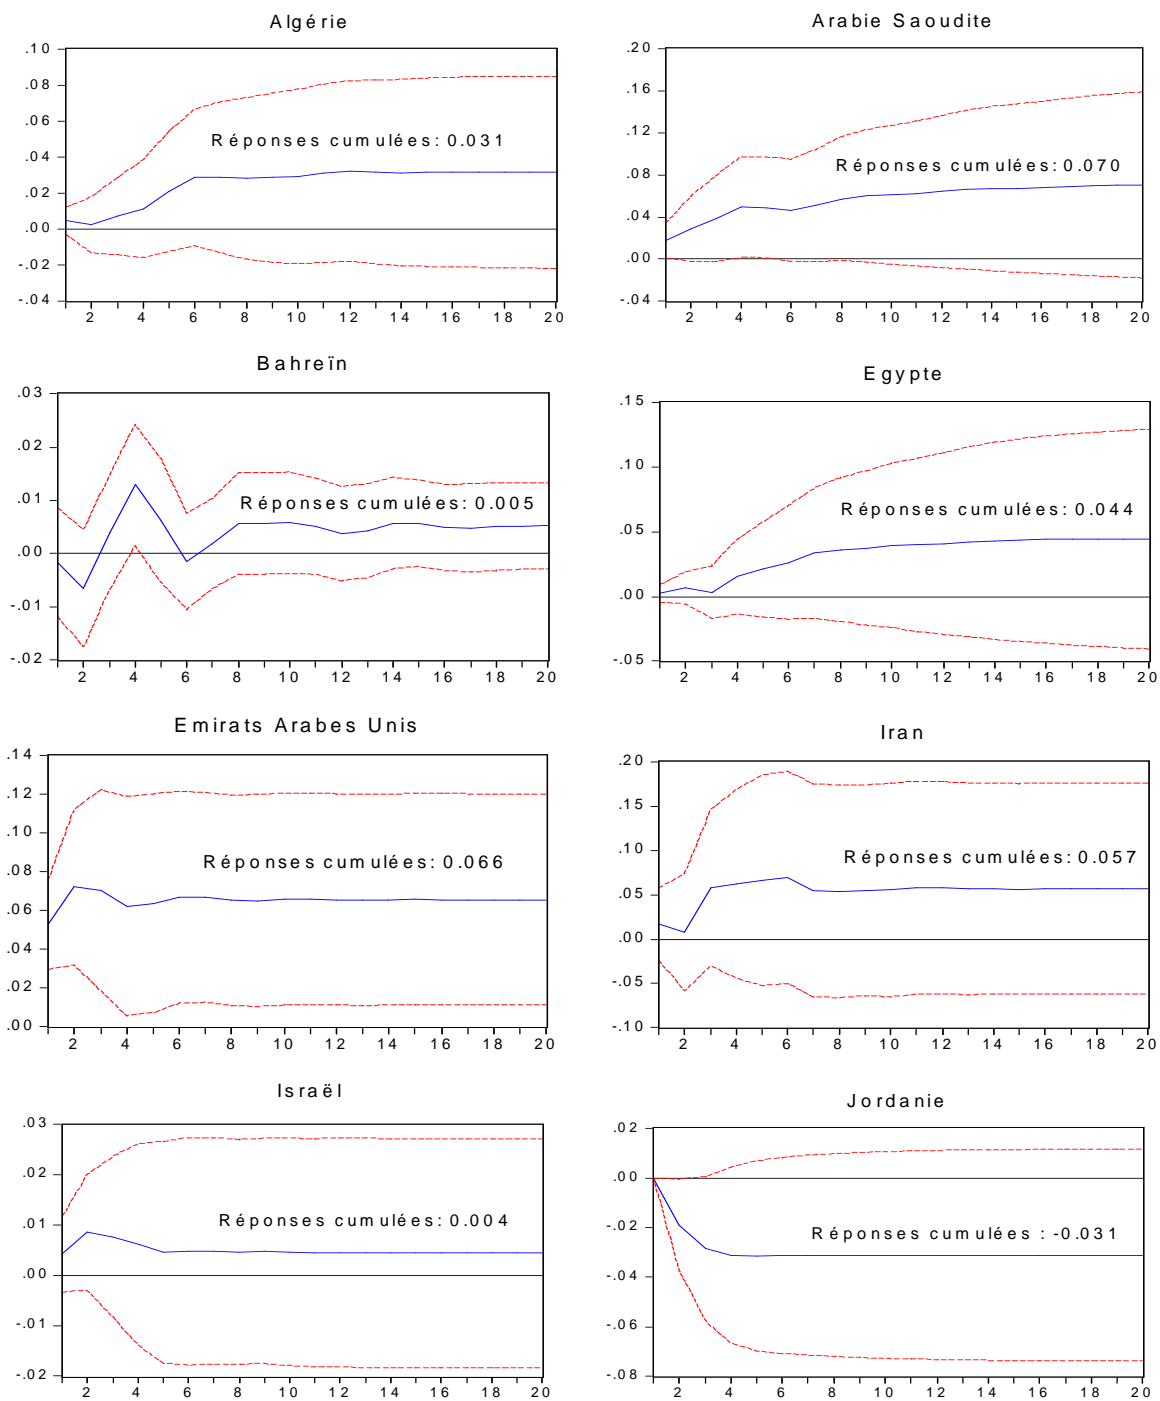 Algérie
.10
.08
.06
.04
.02
.00
-.02
-.04
Réponses cumulées: 0.031
2 4 6 8 10 12 14 16 18 20
Arabie Saoudite
.20
.16
.12
.08
.04
.00
-.04
Réponses cumulées: 0.070
2 4 6 8 10 12 14 16 18 20
Bahreïn
.03
.02
.01
.00
-.01
-.02
Réponses cumulées: 0.005
2 4 6 8 10 12 14 16 18 20
Egypte
.15
.10
.05
.00
-.05
Réponses cumulées: 0.044
2 4 6 8 10 12 14 16 18 20
Emirats Arabes Unis
.14
.12
.10
.08
.06
.04
.02
.00
Réponses cumulées: 0.066
2 4 6 8 10 12 14 16 18 20
Iran
.20
.15
.10
.05
.00
-.05
-.10
Réponses cumulées: 0.057
2 4 6 8 10 12 14 16 18 20
Israël
.03
.02
.01
.00
-.01
-.02
Réponses cumulées: 0.004
2 4 6 8 10 12 14 16 18 20
Jordanie
.02
.00
-.02
-.04
-.06
-.08
Réponses cumulées : -0.031
2 4 6 8 10 12 14 16 18 20